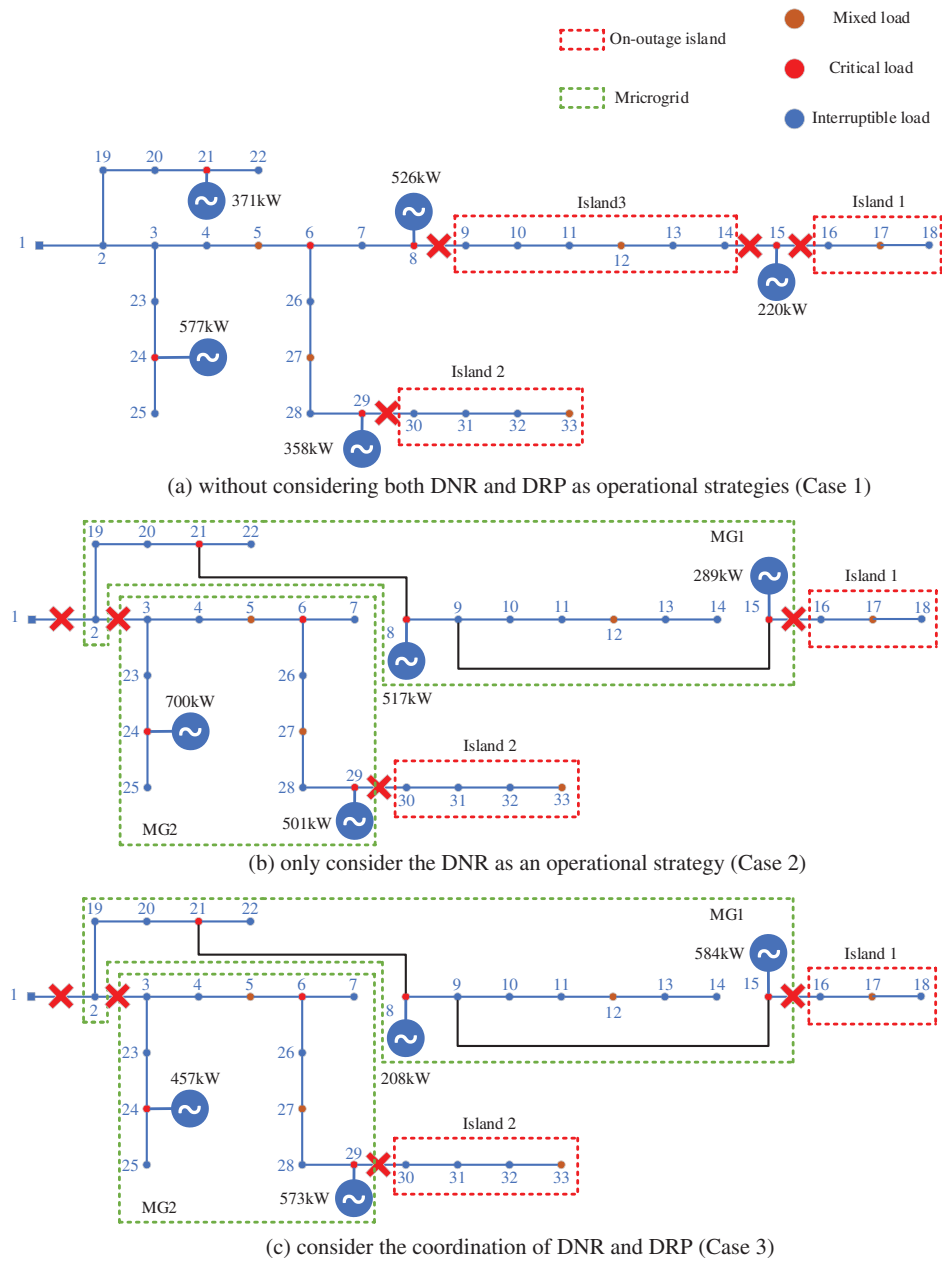 Mixed load
On-outage island
Critical load
Mricrogrid
Interruptible load
19 20 21 22
371kW
526kW
Island3
Island 1
1 2 3 4 5 6 7 8 9 10 11 12 13 14 15 16 17 18
220kW
23
577kW
24
25
26
27
28 29
358kW
Island 2
30 31 32 33
(a) without considering both DNR and DRP as operational strategies (Case 1)
19 20 21 22
MG1
289kW
Island 1
1 2 3 4 5 6 7 8 9 10 11 12 13 14 15 16 17 18
517kW
23
700kW
24
25
26
27
28 29
501kW
MG2
Island 2
30 31 32 33
(b) only consider the DNR as an operational strategy (Case 2)
19 20 21 22
MG1
584kW
Island 1
1 2 3 4 5 6 7 8 9 10 11 12 13 14 15 16 17 18
208kW
23
457kW
24
25
26
27
28 29
573kW
MG2
Island 2
30 31 32 33
(c) consider the coordination of DNR and DRP (Case 3)